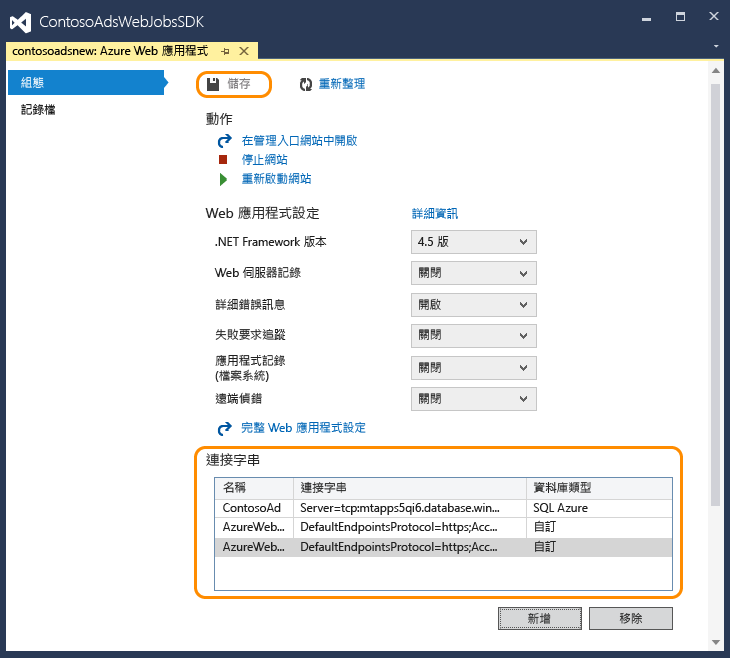 ContosoAdsWebJobsSDK
contosoadsnew: Azure Web 應用程式
組態
記錄檔
儲存 重新整理
動作
在管理入口網站中開啟
停止網站
重新啟動網站
Web 應用程式設定 詳細資訊
.NET Framework 版本 4.5 版
Web 伺服器記錄 關閉
詳細錯誤訊息 開啟
失敗要求追蹤 關閉
應用程式記錄
(檔案系統) 關閉
遠端偵錯 關閉
完整 Web 應用程式設定
連接字串
名稱 連接字串 資料庫類型
ContosoAd Server=tcp:mtapps5qi6.database.win... SQL Azure
AzureWeb... DefaultEndpointsProtocol=https;Acc... 自訂
AzureWeb... DefaultEndpointsProtocol=https;Acc... 自訂
新增 移除